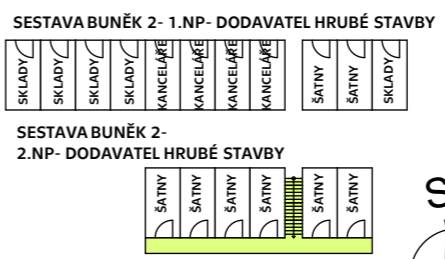 SESTAVA BUNĚK 2- 1.NP- DODAVATEL HRUBÉ STAVBY
SKLADY SKLADY SKLADY SKLADY KANCELÁŘE KANCELÁŘE KANCELÁŘE KANCELÁŘE ŠATNY ŠATNY SKLADY
SESTAVA BUNĚK 2-
2.NP- DODAVATEL HRUBÉ STAVBY
ŠATNY ŠATNY ŠATNY ŠATNY ŠATNY ŠATNY
S